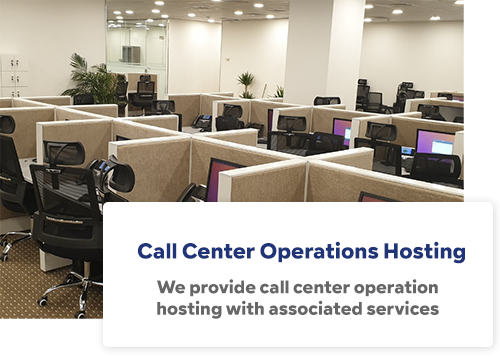 Call Center Operations Hosting
We provide call center operation
hosting with associated services